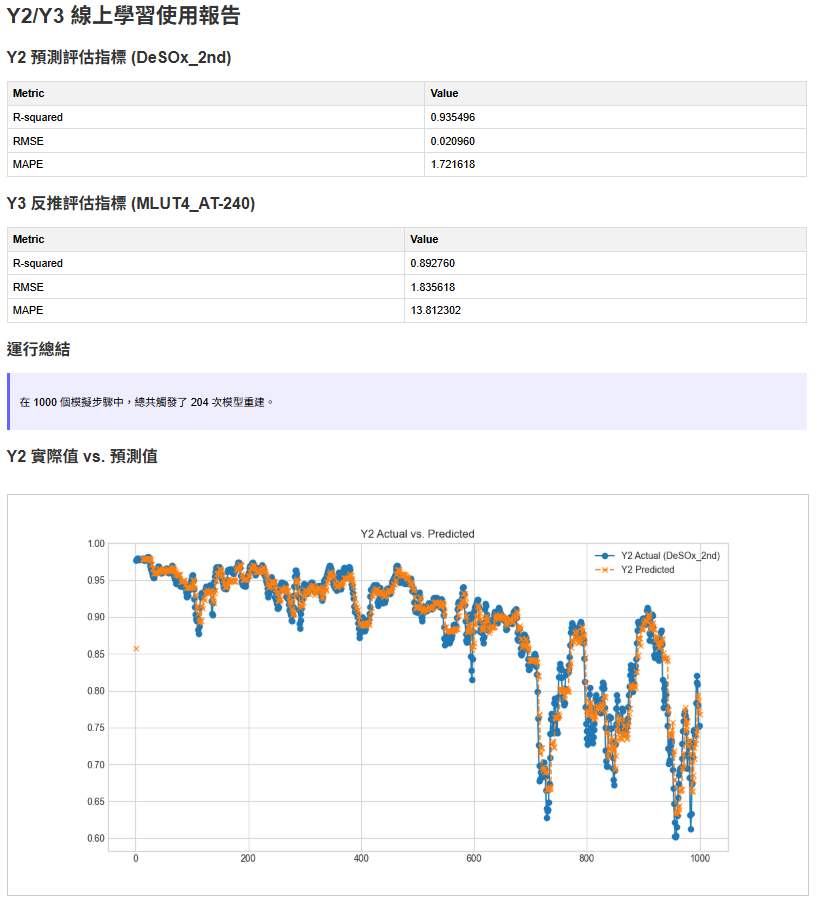 Y2/Y3 線上學習使用報告
Y2 預測評估指標 (DeSOx_2nd)
Metric Value
R-squared 0.935496
RMSE 0.020960
MAPE 1.721618
Y3 反推評估指標 (MLUT4_AT-240)
Metric Value
R-squared 0.892760
RMSE 1.835618
MAPE 13.812302
運行總結
在 1000 個模擬步驟中，總共觸發了 204 次模型重建。
Y2 實際值 vs. 預測值
Y2 Actual vs. Predicted
Y2 Actual (DeSOx_2nd)
Y2 Predicted
1.00
0.95
0.90
0.85
0.80
0.75
0.70
0.65
0.60
0 200 400 600 800 1000